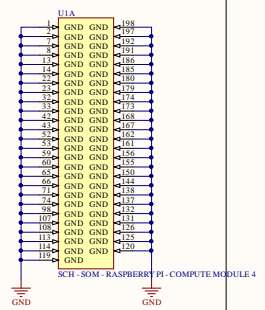 U1A
1 GND GND 198
2 GND GND 197
7 GND GND 192
8 GND GND 191
13 GND GND 186
14 GND GND 185
22 GND GND 180
23 GND GND 179
32 GND GND 174
33 GND GND 173
42 GND GND 168
43 GND GND 167
52 GND GND 162
53 GND GND 161
59 GND GND 156
60 GND GND 155
65 GND GND 150
66 GND GND 144
71 GND GND 138
74 GND GND 137
98 GND GND 132
107 GND GND 131
108 GND GND 126
113 GND GND 125
114 GND GND 120
119 GND
SCH - SOM - RASPBERRY PI - COMPUTE MODULE 4
GND GND